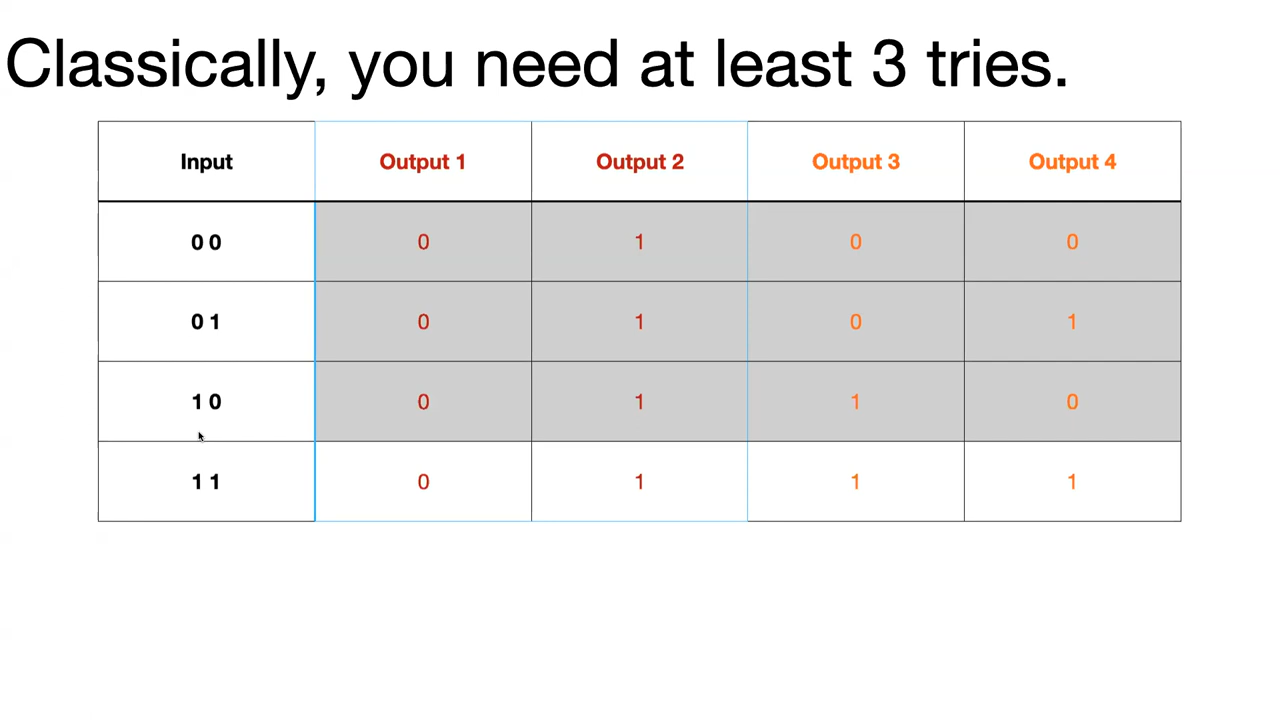 Classically, you need at least 3 tries.
Input Output 1 Output 2 Output 3 Output 4
0 0 0 1 0 0
0 1 0 1 0 1
1 0 0 1 1 0
1 1 0 1 1 1